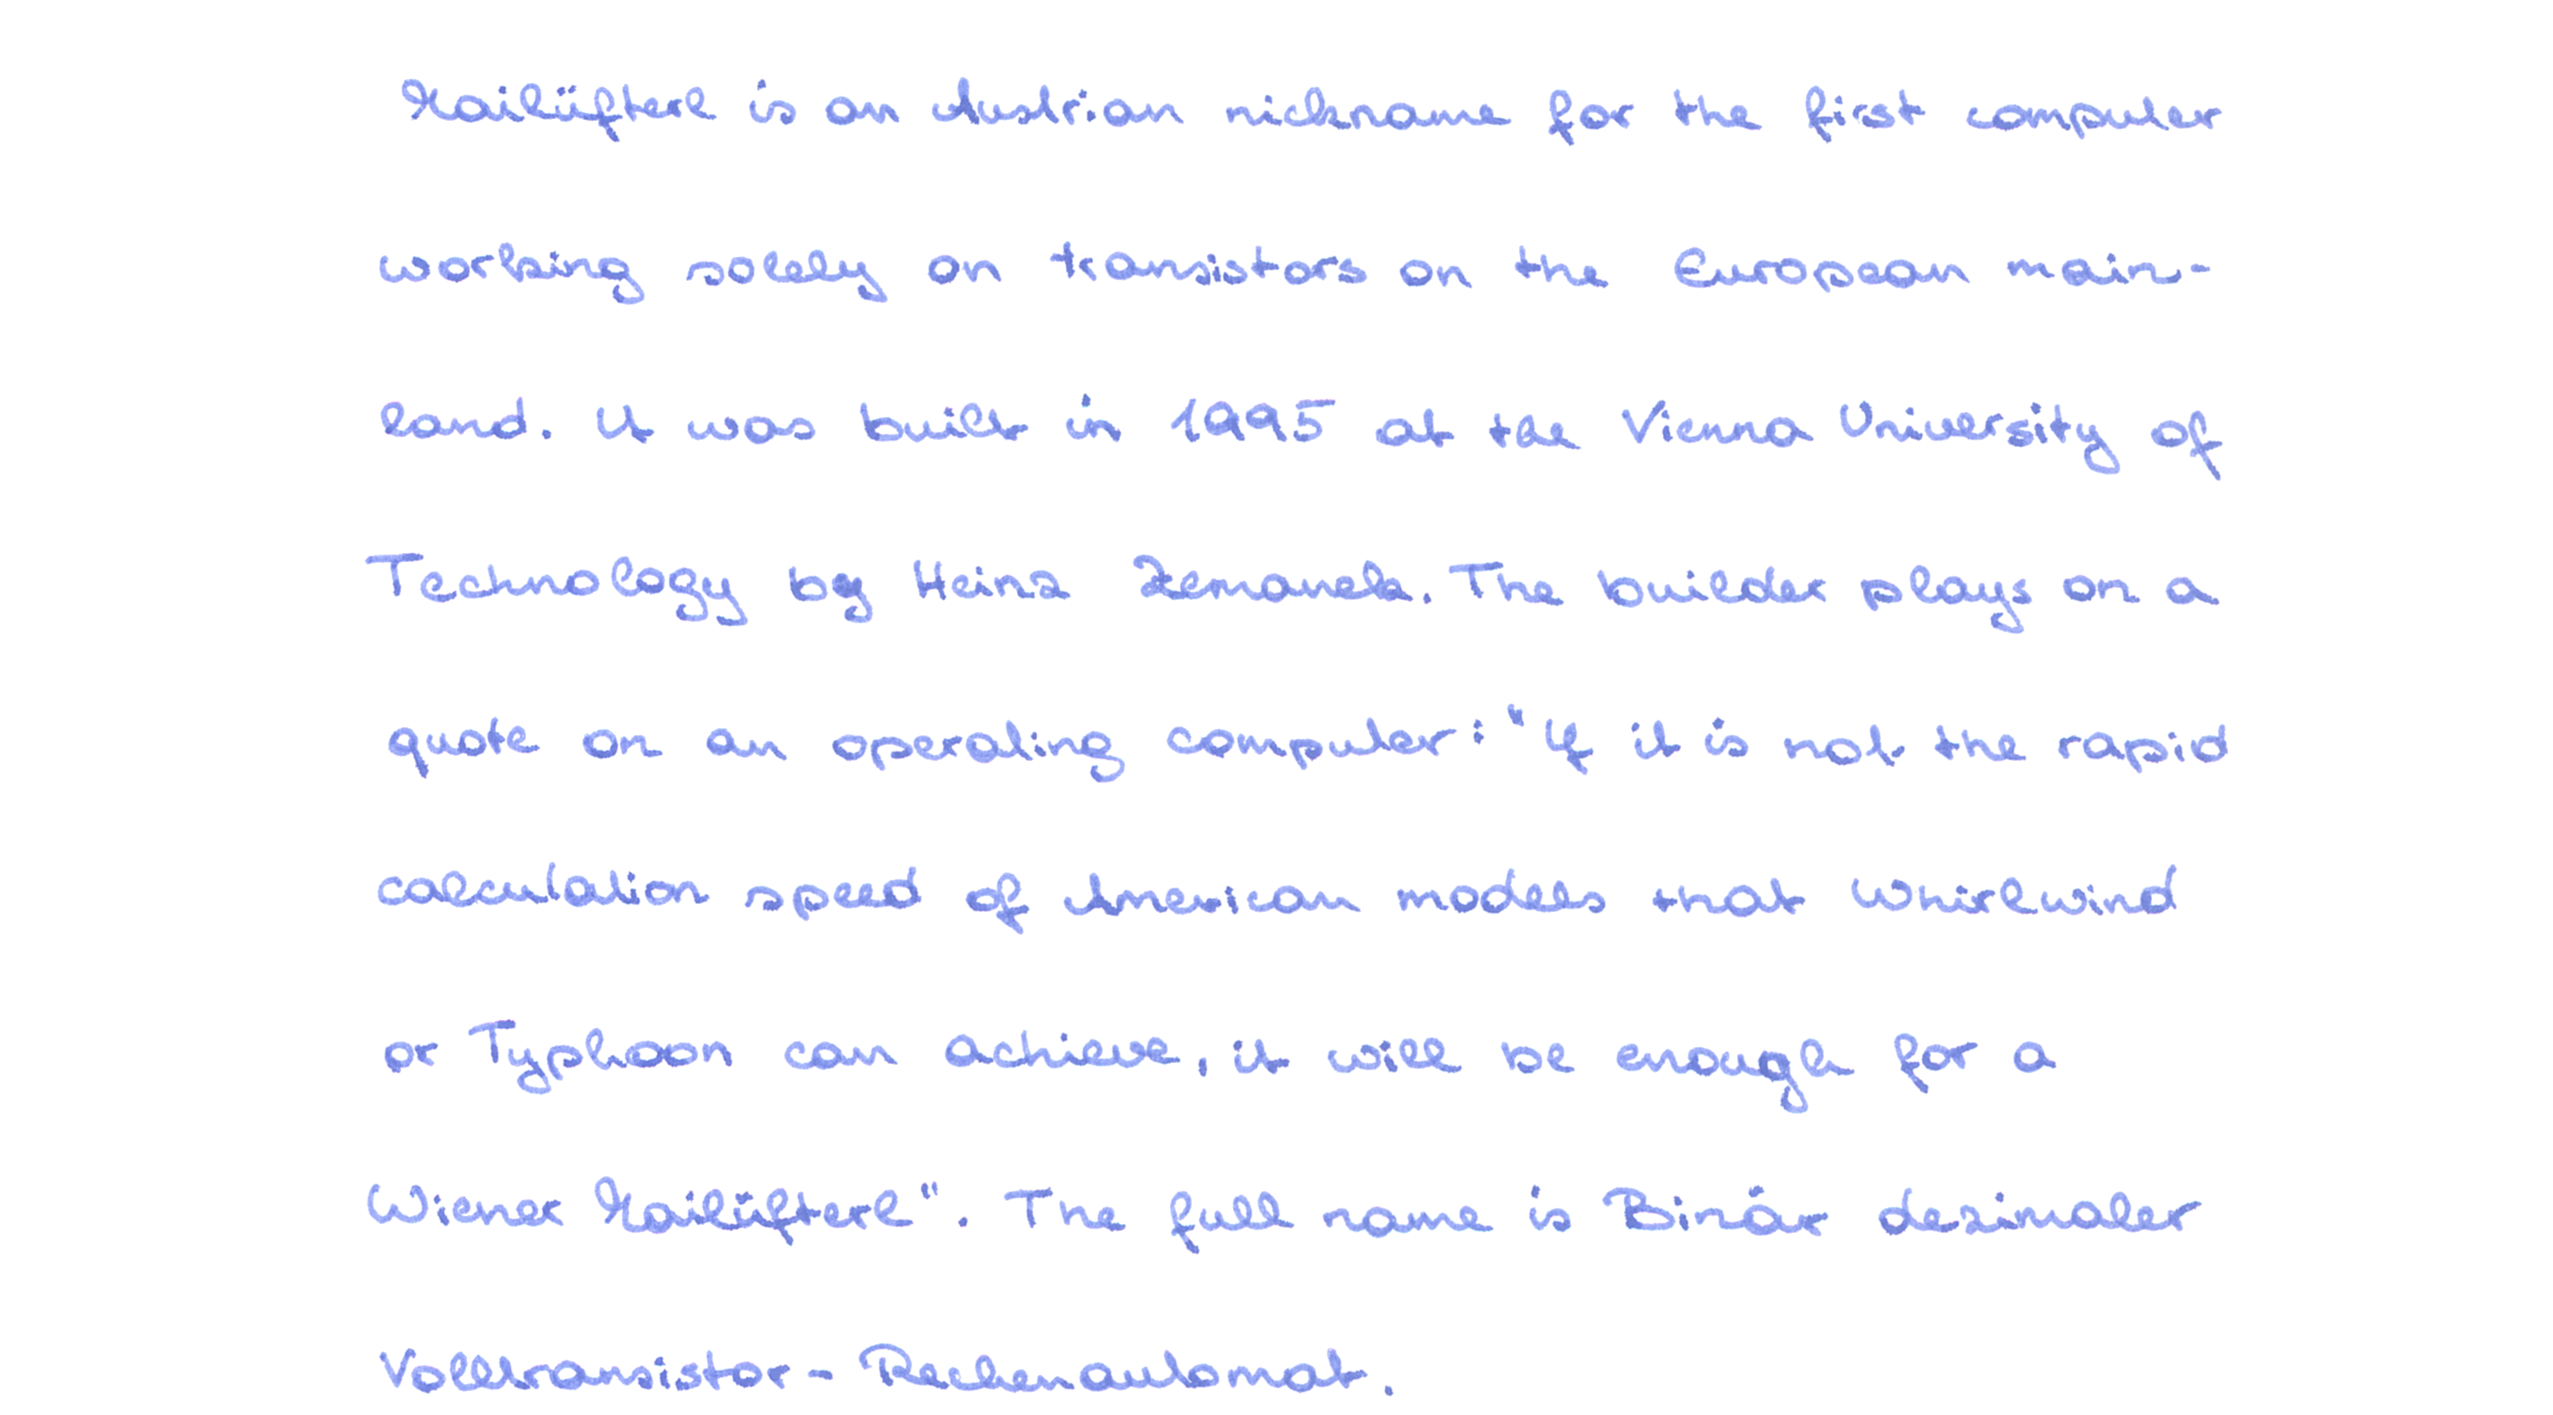 Mailüfterl is an Austrian nickname for the first computer
working solely on transistors on the European main-
land. It was built in 1995 at the Vienna University of
Technology by Heinz Zemanek. The builder plays on a
quote on an operating computer: "If it is not the rapid
calculation speed of American models that Whirlwind
or Typhoon can achieve, it will be enough for a
Wiener Mailüfterl". The full name is Binär dezimaler
Volltransistor-Rechenautomat.